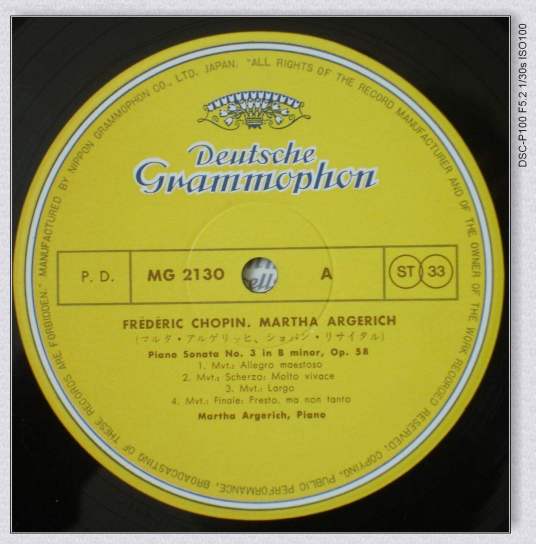 MANUFACTURED BY NIPPON GRAMMOPHON CO., LTD. JAPAN. "ALL RIGHTS OF THE RECORD MANUFACTURER AND OF THE OWNER OF THE WORK RECORDED RESERVED. COPYING, PUBLIC PERFORMANCE, BROADCASTING OF THESE RECORDS ARE FORBIDDEN."
Deutsche
Grammophon
P. D. MG 2130 A ST 33
FRÉDÉRIC CHOPIN. MARTHA ARGERICH
(マルタ・アルゲリッヒ、ショパン・リサイタル)
Piano Sonata No. 3 in B minor, Op. 58
1. Mvt.: Allegro maestoso
2. Mvt.: Scherzo: Molto vivace
3. Mvt.: Largo
4. Mvt.: Finale: Presto, ma non tanto
Martha Argerich, Piano
DSC-P100 F5.2 1/30s ISO100